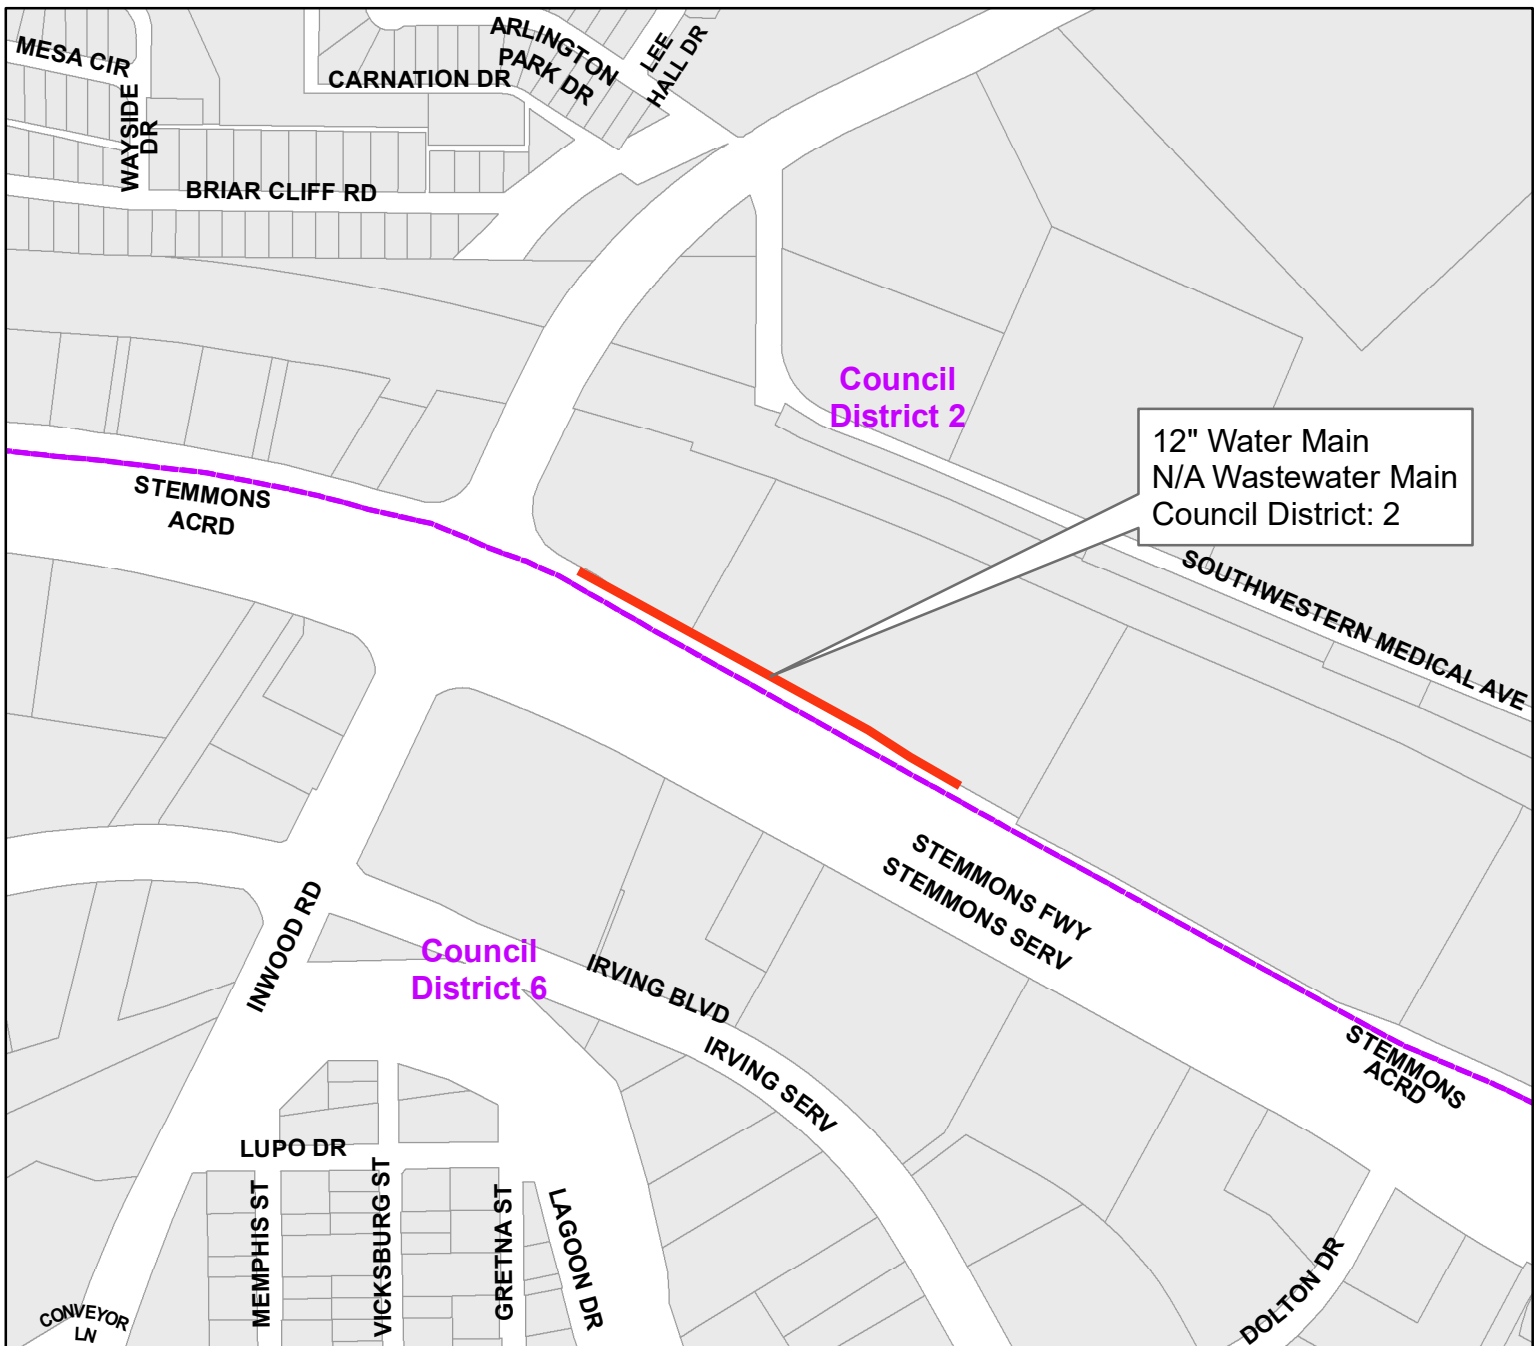 MESA CIR
WAYSIDE
DR
CARNATION DR
ARLINGTON
PARK DR
LEE
HALL DR
BRIAR CLIFF RD
Council
District 2
12" Water Main
N/A Wastewater Main
Council District: 2
STEMMONS
ACRD
SOUTHWESTERN MEDICAL AVE
STEMMONS FWY
STEMMONS SERV
INWOOD RD
Council
District 6
IRVING BLVD
IRVING SERV
STEMMONS
ACRD
LUPO DR
MEMPHIS ST
VICKSBURG ST
GRETNA ST
LAGOON DR
DOLTON DR
CONVEYOR
LN